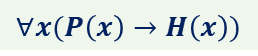 ∀x(P(x) → H(x))